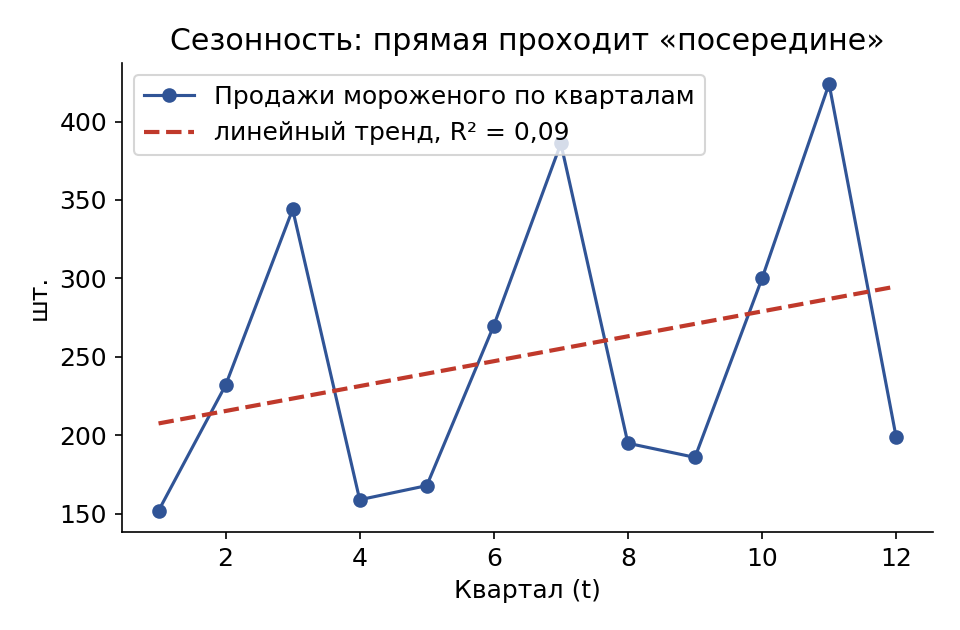 Сезонность: прямая проходит «посередине»
Продажи мороженого по кварталам
линейный тренд, R² = 0,09
шт.
400
350
300
250
200
150
2 4 6 8 10 12
Квартал (t)